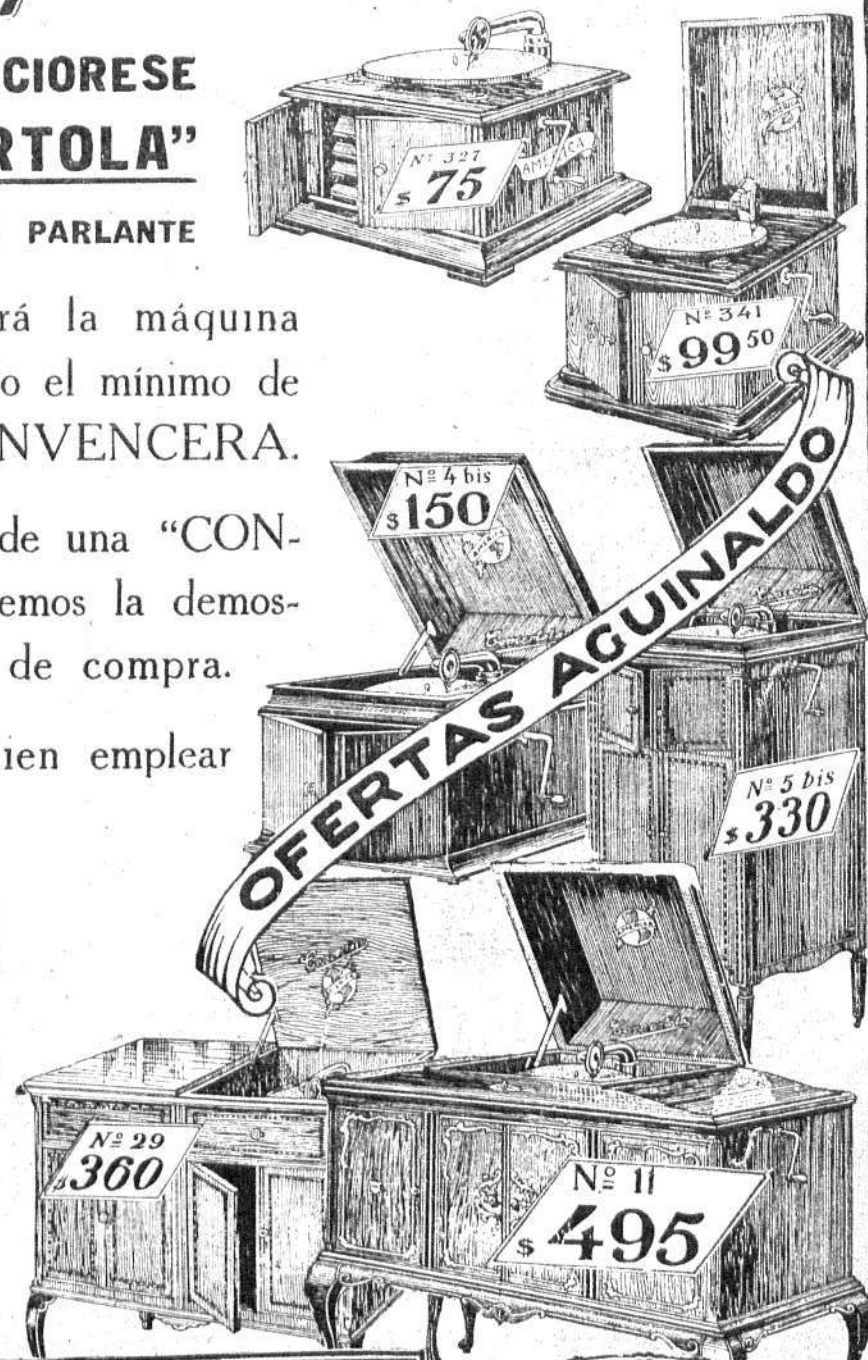 CIORESE
RTOLA”
PARLANTE
rá la máquina
o el mínimo de
NVENCERA.
de una “CON-
emos la demos-
de compra.
ien emplear
Nº 327
$ 75
AMERICA
Nº 341
$ 99 50
Nº 4 bis
$ 150
OFERTAS AGUINALDO
Nº 5 bis
$ 330
Nº 29
$ 360
Nº 11
$ 495